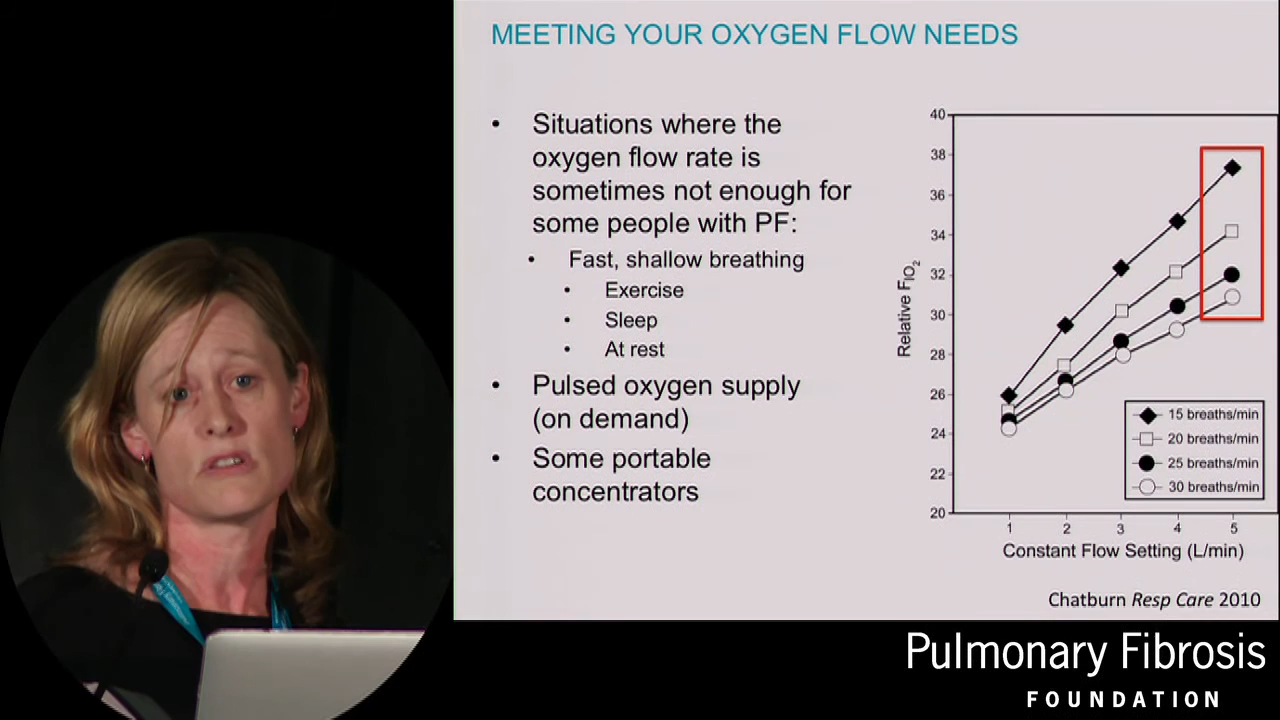 MEETING YOUR OXYGEN FLOW NEEDS
• Situations where the
oxygen flow rate is
sometimes not enough for
some people with PF:
• Fast, shallow breathing
• Exercise
• Sleep
• At rest
• Pulsed oxygen supply
(on demand)
• Some portable
concentrators
Relative FIO2
40
38
36
34
32
30
28
26
24
22
20
15 breaths/min
20 breaths/min
25 breaths/min
30 breaths/min
1 2 3 4 5
Constant Flow Setting (L/min)
Chatburn Resp Care 2010
Pulmonary Fibrosis
FOUNDATION